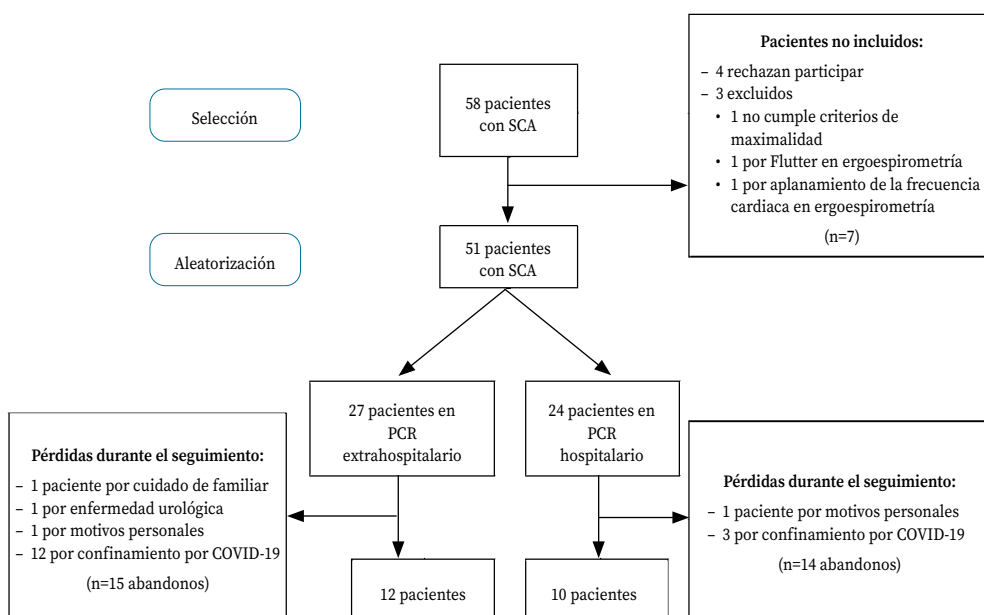 Pacientes no incluidos:
– 4 rechazan participar
– 3 excluidos
• 1 no cumple criterios de
maximalidad
• 1 por Flutter en ergoespirometría
• 1 por aplanamiento de la frecuencia
cardiaca en ergoespirometría
(n=7)
Selección
58 pacientes
con SCA
Aleatorización
51 pacientes
con SCA
27 pacientes en
PCR
extrahospitalario
24 pacientes en
PCR
hospitalario
Pérdidas durante el seguimiento:
– 1 paciente por cuidado de familiar
– 1 por enfermedad urológica
– 1 por motivos personales
– 12 por confinamiento por COVID-19
(n=15 abandonos)
Pérdidas durante el seguimiento:
– 1 paciente por motivos personales
– 3 por confinamiento por COVID-19
(n=14 abandonos)
12 pacientes
10 pacientes